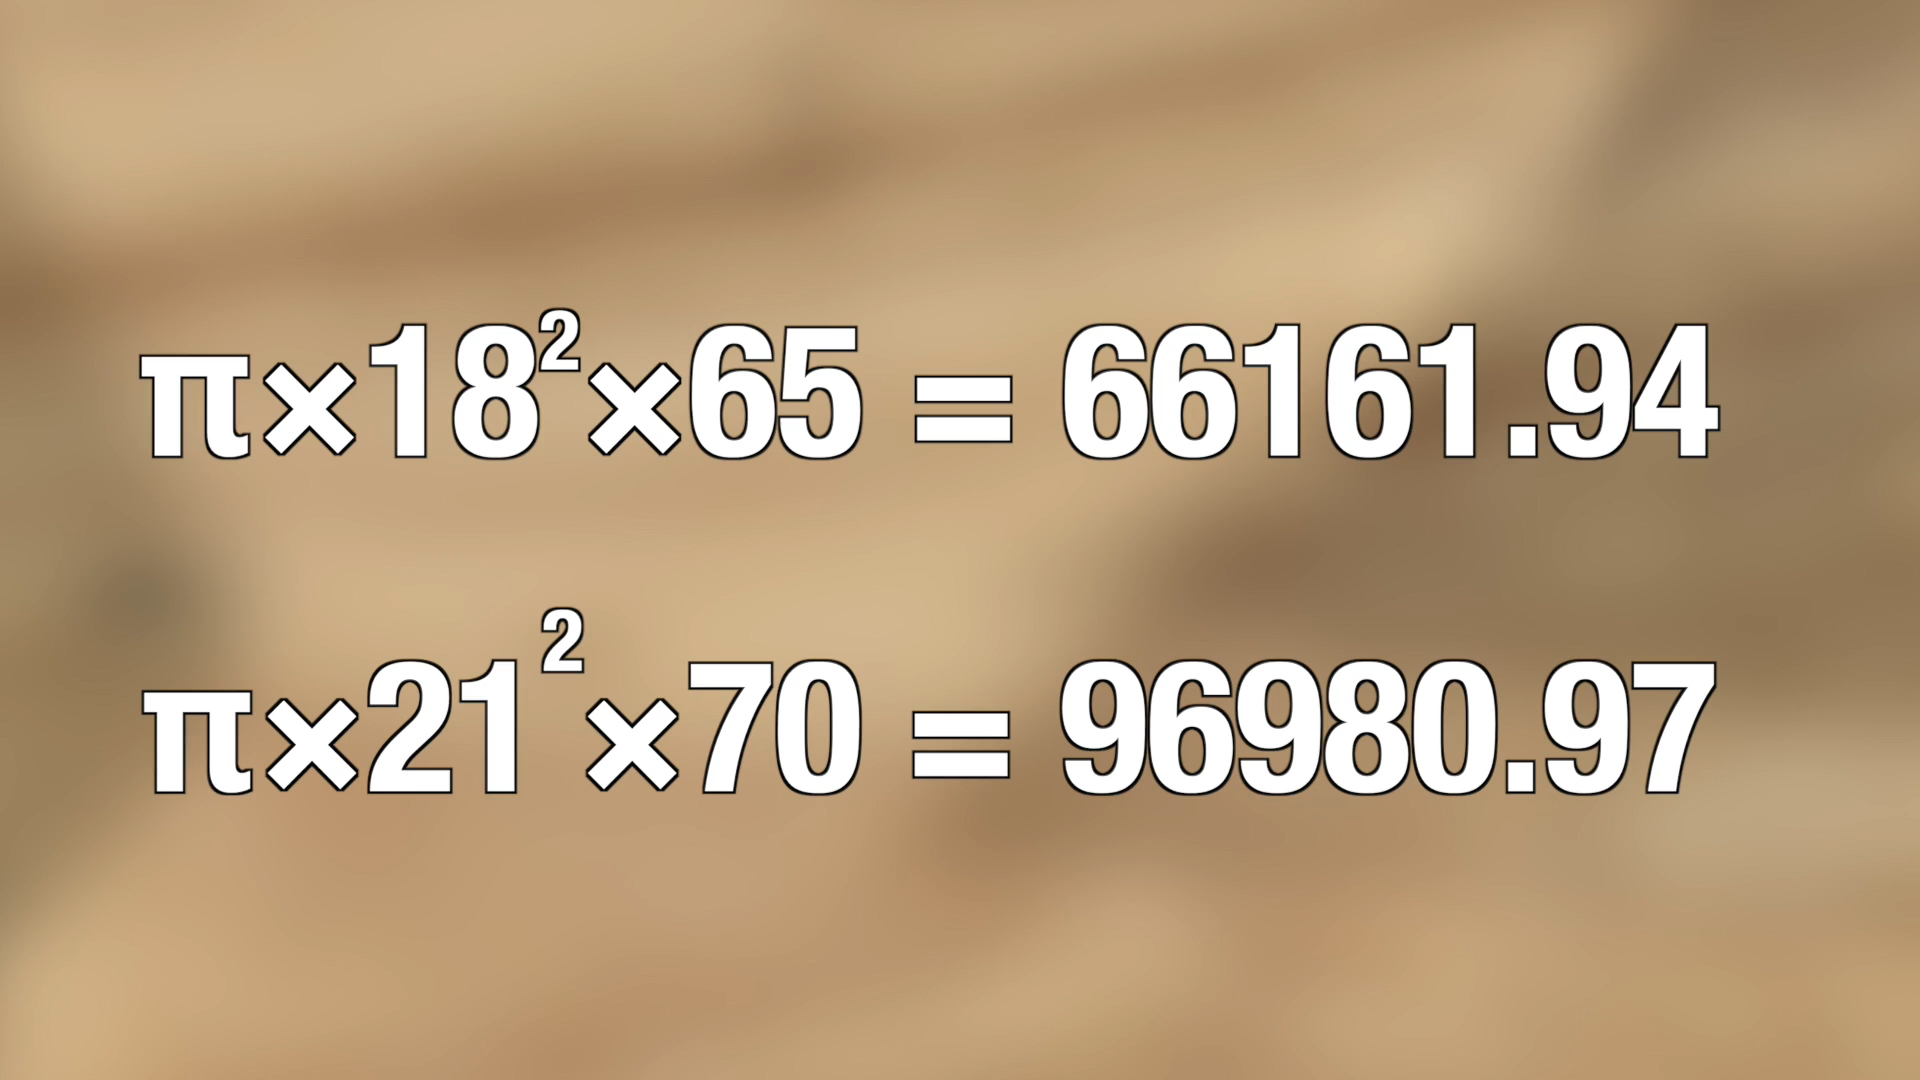 π×18²×65 = 66161.94
π×21²×70 = 96980.97